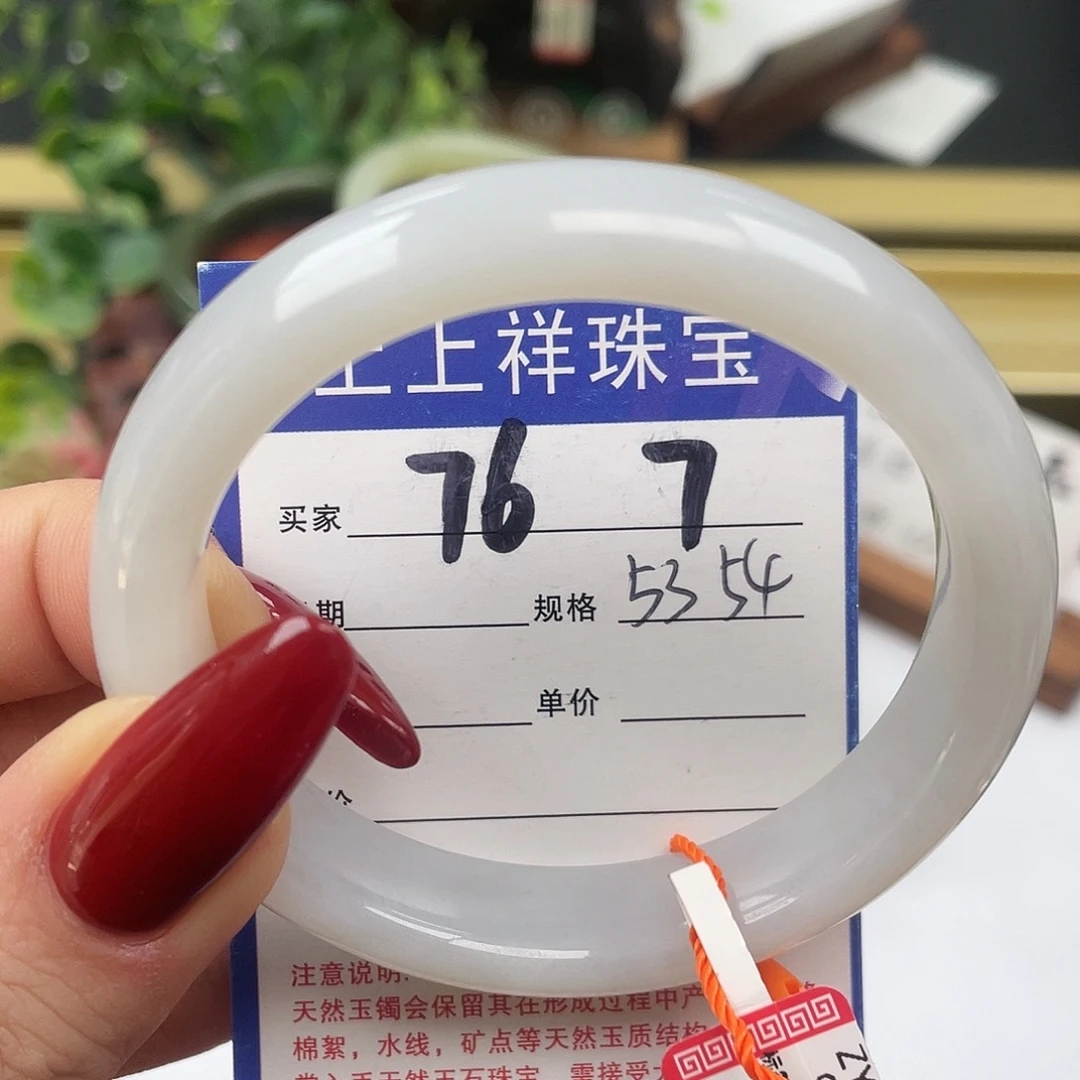 上上祥珠宝
买家 76 7
期 规格 53 54
单价
价
注意说明:
天然玉镯会保留其在形成过程中产
棉絮，水线，矿点等天然玉质结构